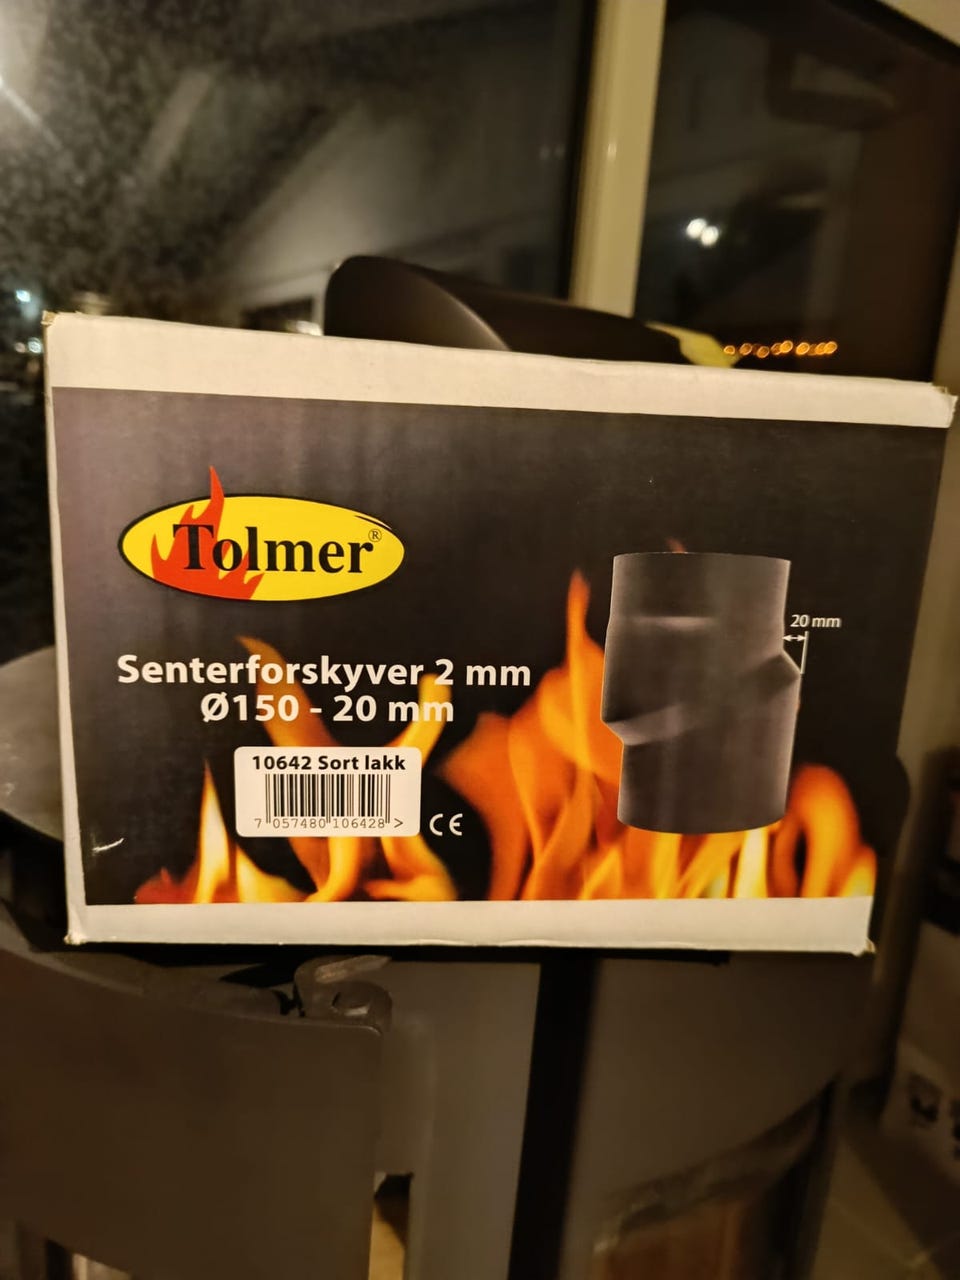 Tolmer®
Senterforskyver 2 mm
Ø150 - 20 mm
10642 Sort lakk
7 057480 106428 >
CE
20 mm